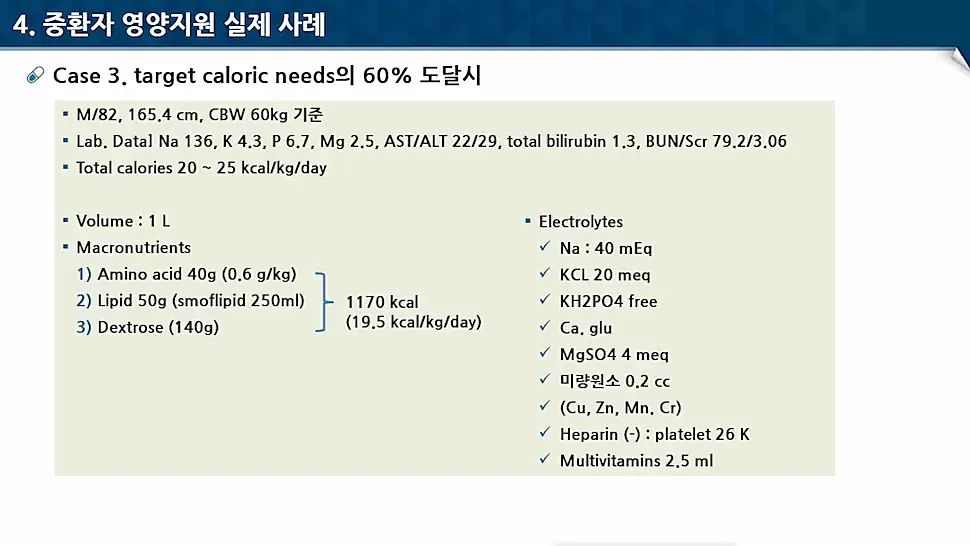 4. 중환자 영양지원 실제 사례
Case 3. target caloric needs의 60% 도달시
M/82, 165.4 cm, CBW 60kg 기준
Lab. Data] Na 136, K 4.3, P 6.7, Mg 2.5, AST/ALT 22/29, total bilirubin 1.3, BUN/Scr 79.2/3.06
Total calories 20 ~ 25 kcal/kg/day
Volume : 1 L
Macronutrients
1) Amino acid 40g (0.6 g/kg)
2) Lipid 50g (smoflipid 250ml)
3) Dextrose (140g)
1170 kcal
(19.5 kcal/kg/day)
Electrolytes
✓ Na : 40 mEq
✓ KCL 20 meq
✓ KH2PO4 free
✓ Ca. glu
✓ MgSO4 4 meq
✓ 미량원소 0.2 cc
✓ (Cu, Zn, Mn. Cr)
✓ Heparin (-) : platelet 26 K
✓ Multivitamins 2.5 ml